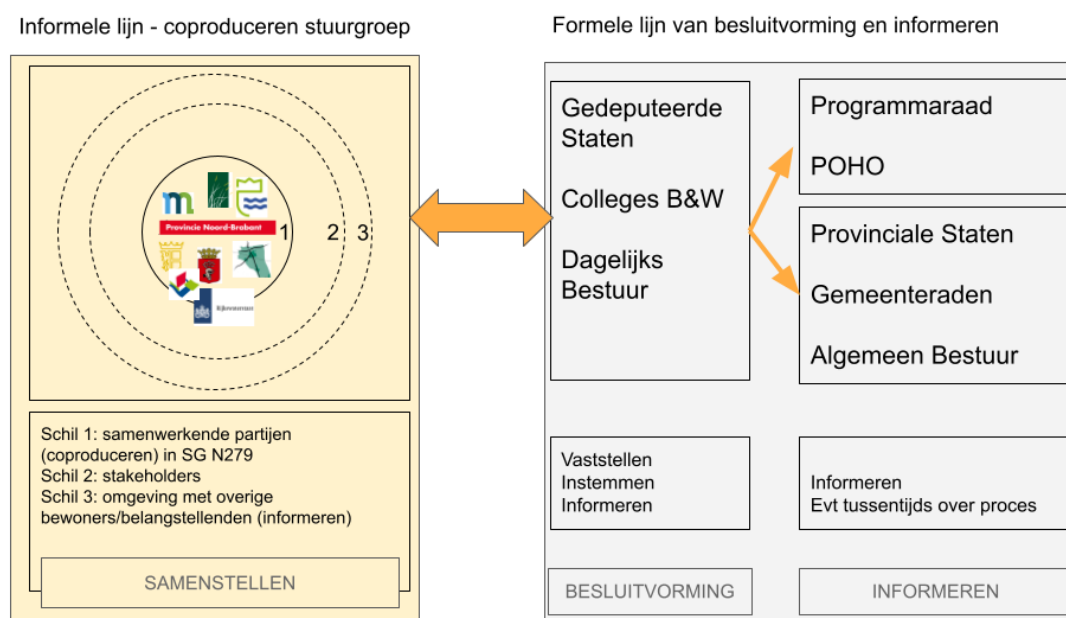 Informele lijn - coproduceren stuurgroep
Provincie Noord-Brabant
Rijkswaterstaat
1
2
3
Schil 1: samenwerkende partijen
(coproduceren) in SG N279
Schil 2: stakeholders
Schil 3: omgeving met overige
bewoners/belangstellenden (informeren)
SAMENSTELLEN
Formele lijn van besluitvorming en informeren
Gedeputeerde
Staten
Colleges B&W
Dagelijks
Bestuur
Programmaraad
POHO
Provinciale Staten
Gemeenteraden
Algemeen Bestuur
Vaststellen
Instemmen
Informeren
Informeren
Evt tussentijds over proces
BESLUITVORMING
INFORMEREN